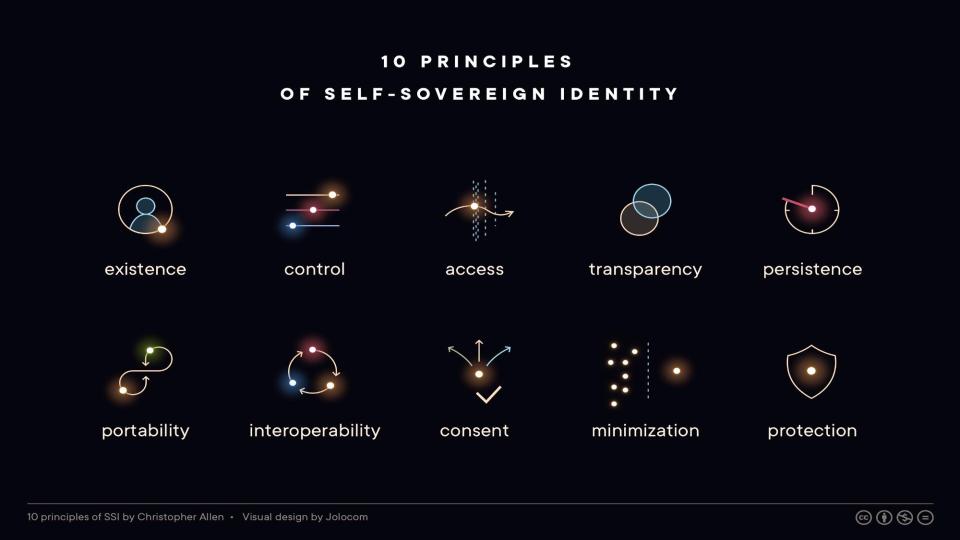 10 PRINCIPLES
OF SELF-SOVEREIGN IDENTITY
existence
control
access
transparency
persistence
portability
interoperability
consent
minimization
protection
10 principles of SSI by Christopher Allen • Visual design by Jolocom
cc